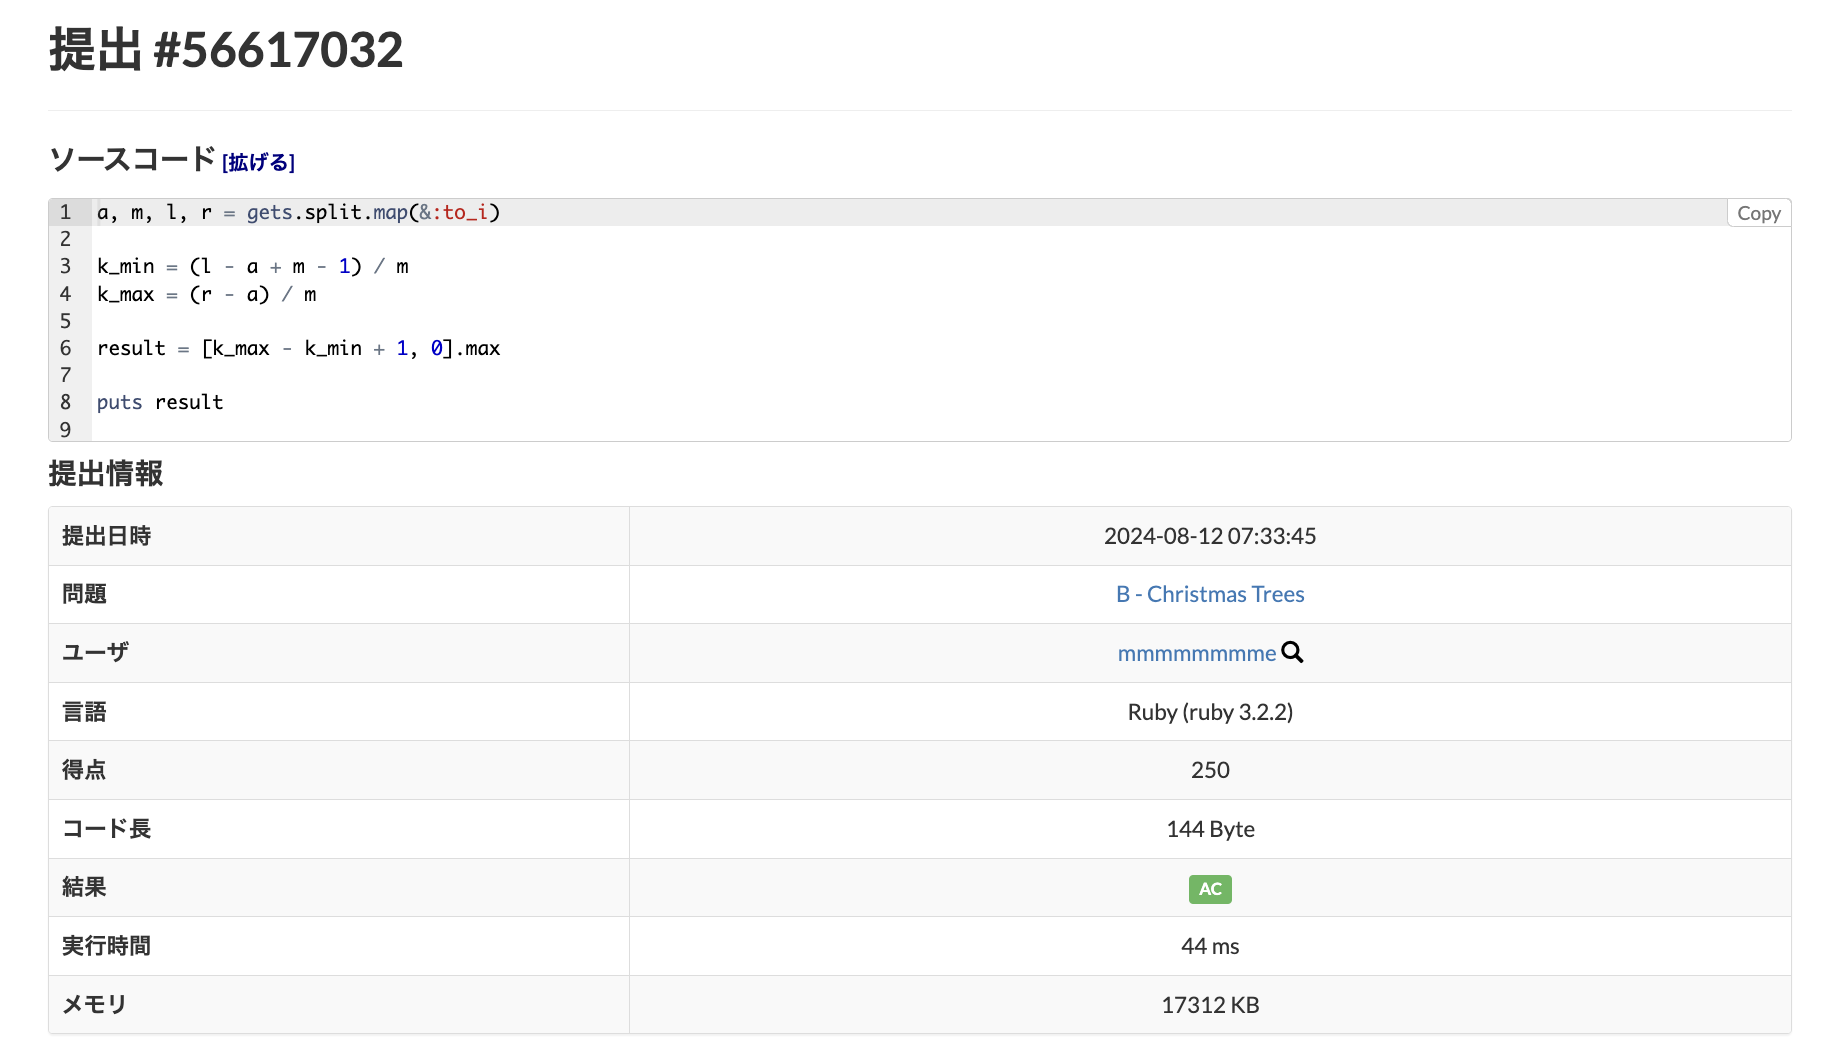 提出 #56617032
ソースコード [拡げる]
Copy
1 a, m, l, r = gets.split.map(&:to_i)
2
3 k_min = (l - a + m - 1) / m
4 k_max = (r - a) / m
5
6 result = [k_max - k_min + 1, 0].max
7
8 puts result
9
提出情報
提出日時 2024-08-12 07:33:45
問題 B - Christmas Trees
ユーザ mmmmmmmme
言語 Ruby (ruby 3.2.2)
得点 250
コード長 144 Byte
結果 AC
実行時間 44 ms
メモリ 17312 KB